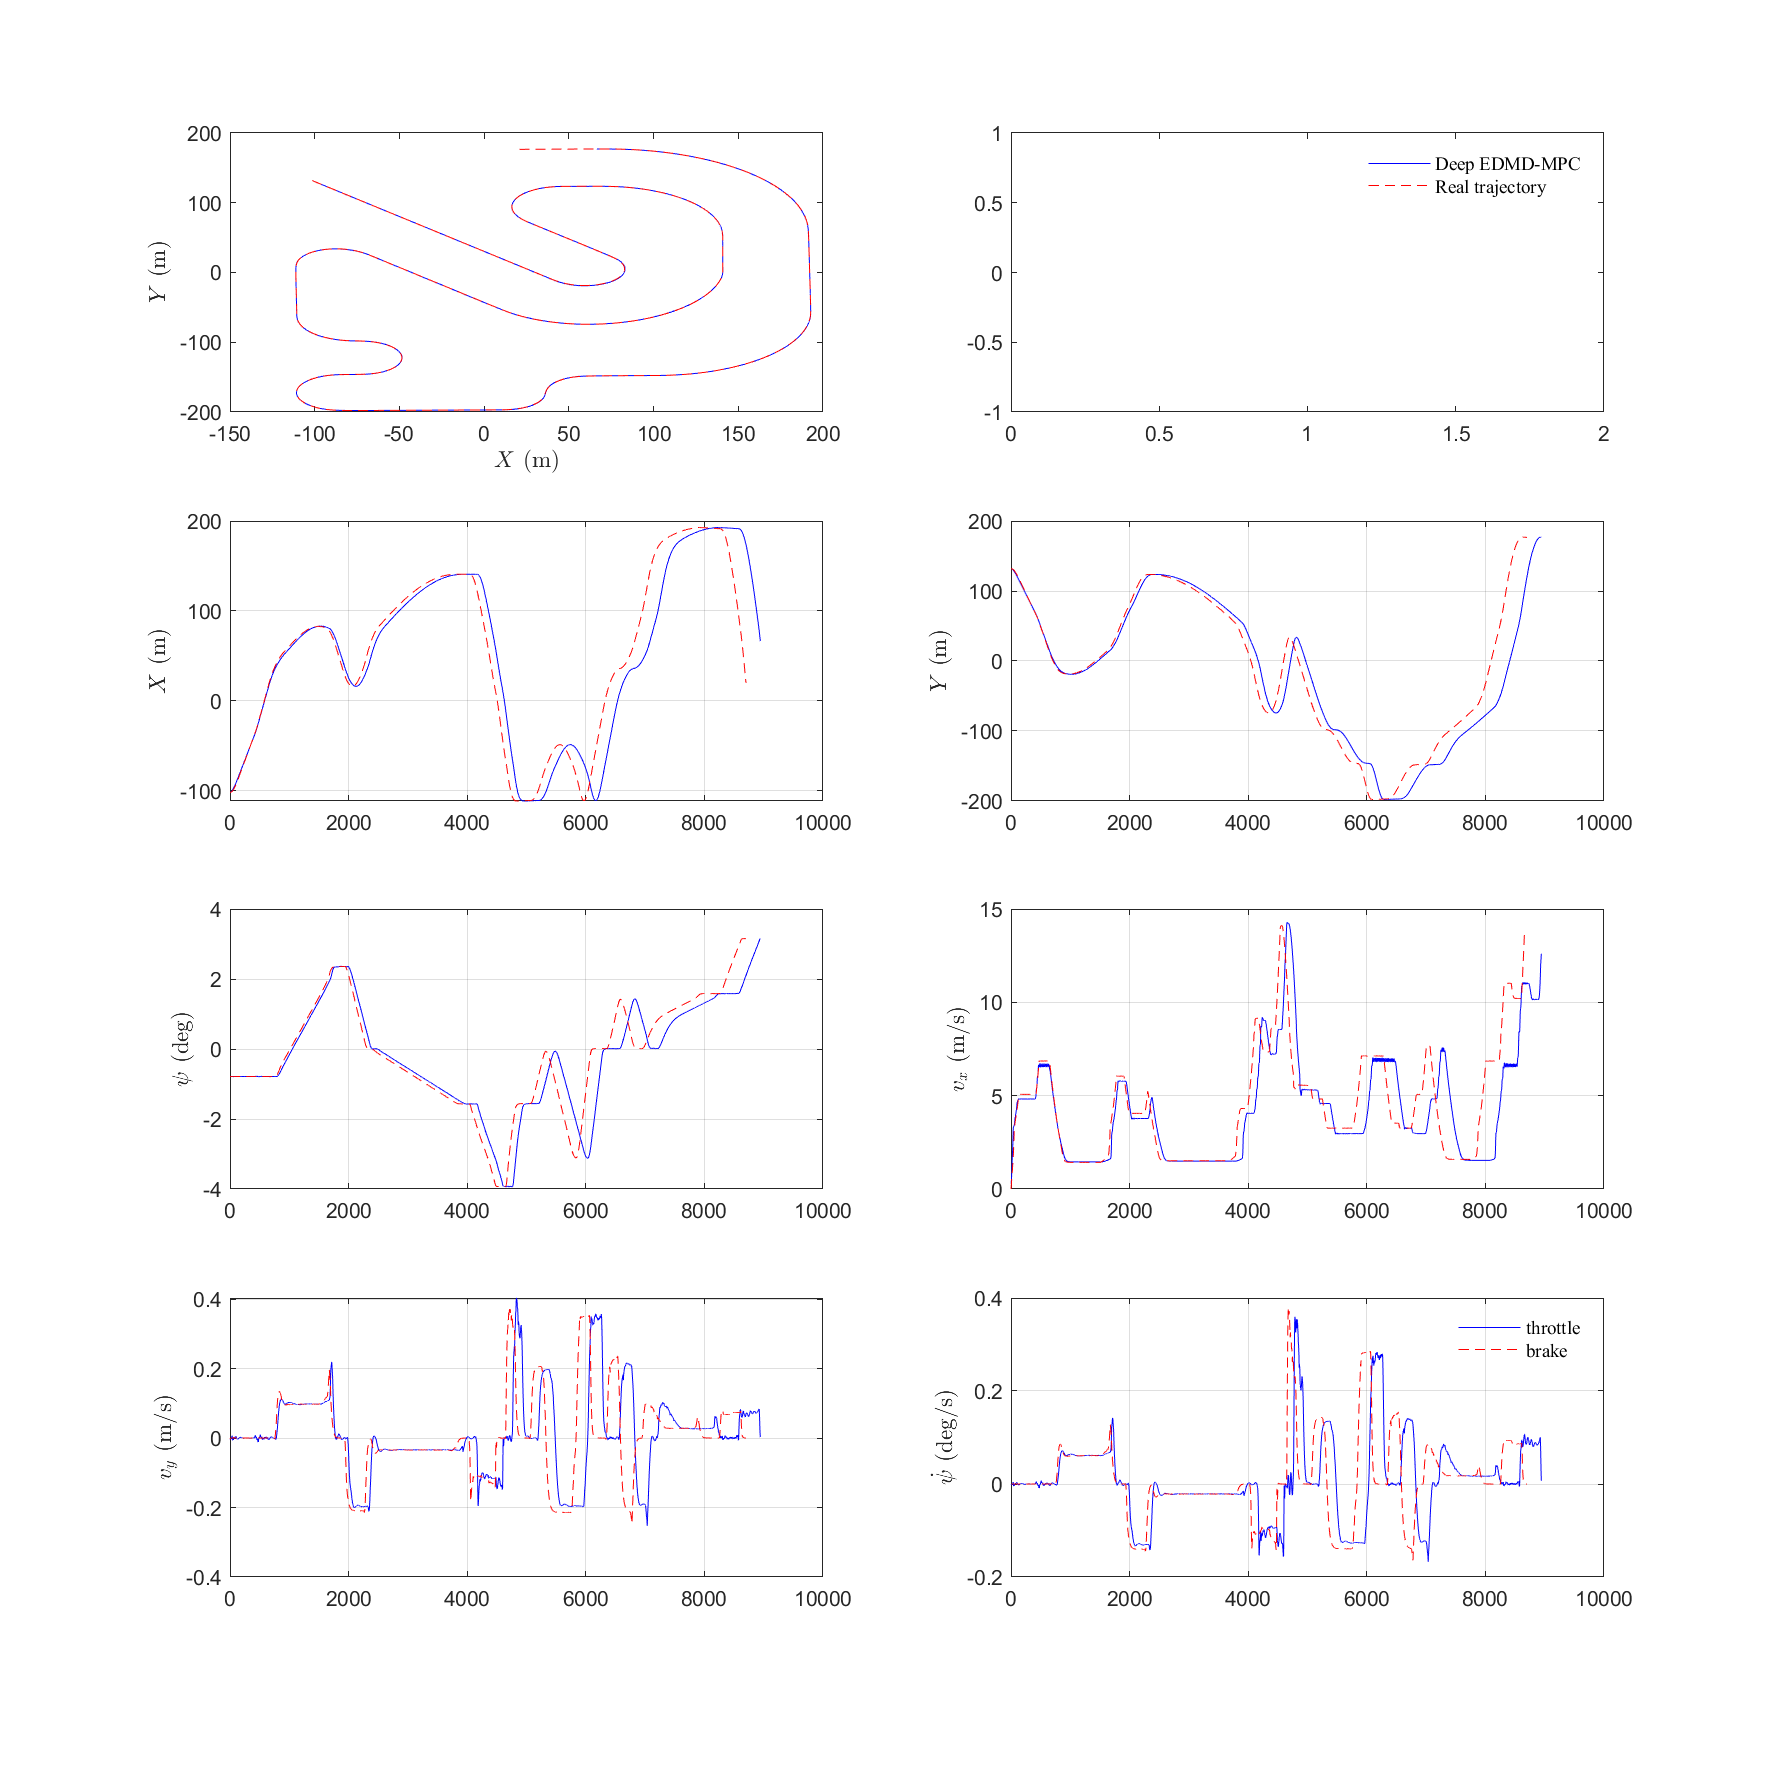 200
100
0
-100
-200
-150 -100 -50 0 50 100 150 200
X (m)
Y (m)
1
0.5
0
-0.5
-1
0 0.5 1 1.5 2
Deep EDMD-MPC
Real trajectory
200
100
0
-100
0 2000 4000 6000 8000 10000
X (m)
200
100
0
-100
-200
0 2000 4000 6000 8000 10000
Y (m)
4
2
0
-2
-4
0 2000 4000 6000 8000 10000
ψ (deg)
15
10
5
0
0 2000 4000 6000 8000 10000
vₓ (m/s)
0.4
0.2
0
-0.2
-0.4
0 2000 4000 6000 8000 10000
v_y (m/s)
0.4
0.2
0
-0.2
0 2000 4000 6000 8000 10000
ψ̇ (deg/s)
throttle
brake